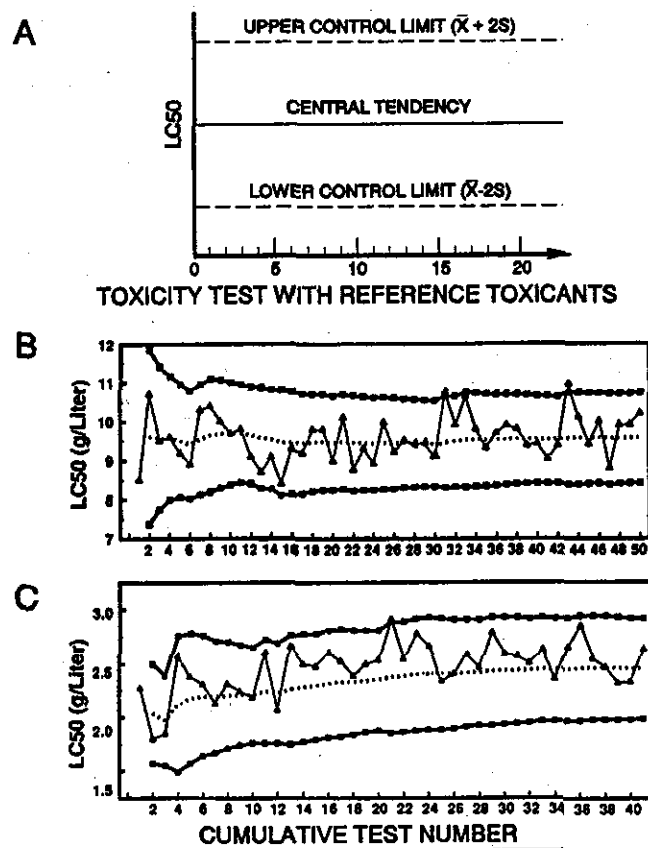 A
UPPER CONTROL LIMIT (X̄ + 2S)
CENTRAL TENDENCY
LOWER CONTROL LIMIT (X̄-2S)
LC50
0 5 10 15 20
TOXICITY TEST WITH REFERENCE TOXICANTS
B
LC50 (g/Liter)
12
11
10
9
8
7
2 4 6 8 10 12 14 16 18 20 22 24 26 28 30 32 34 36 38 40 42 44 46 48 50
C
LC50 (g/Liter)
3.0
2.5
2.0
1.5
2 4 6 8 10 12 14 16 18 20 22 24 26 28 30 32 34 36 38 40
CUMULATIVE TEST NUMBER